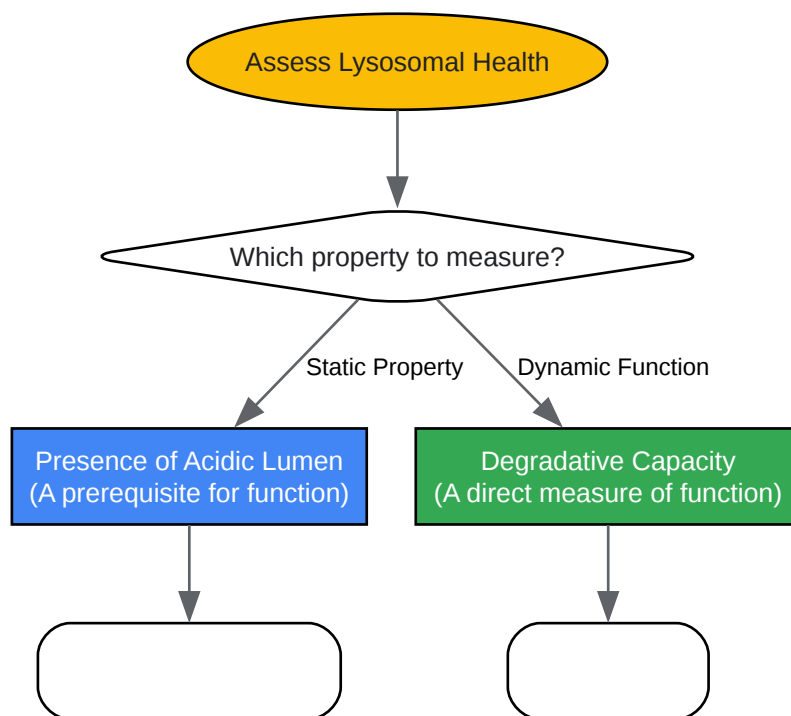 Assess Lysosomal Health
Which property to measure?
Static Property
Dynamic Function
Presence of Acidic Lumen
(A prerequisite for function)
Degradative Capacity
(A direct measure of function)